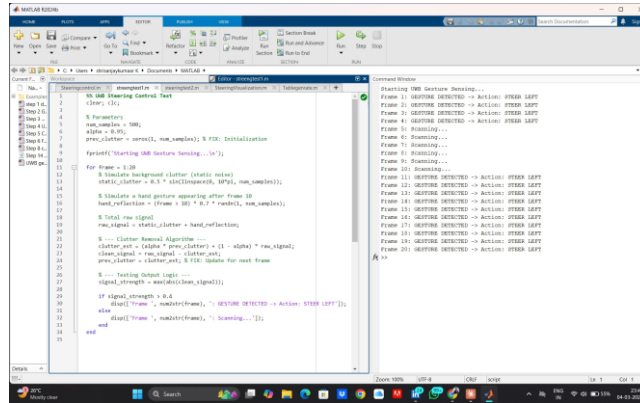 MATLAB R2024b
HOME PLOTS APPS EDITOR PUBLISH VIEW
Search Documentation
New Open Save Compare Print Go To Find Bookmark Refactor Profiler Analyze Run Section Section Break Run and Advance Run to End Run Step Stop
FILE NAVIGATE CODE ANALYZE SECTION RUN
C: Users Documents MATLAB
Workspace
Editor - steeringtest1.m
Steeringcontrol.m steeringtest1.m steeringtest2.m SteeringVisualization.m
%% UWB Steering Control Test
clear; clc;
% Parameters
num_samples = 500;
alpha = 0.95;
prev_clutter = zeros(1, num_samples); % FIX: Initialization
fprintf('Starting UWB Gesture Sensing...\n');
for frame = 1:20
% Simulate background clutter (static noise)
static_clutter = 0.5 * sin(linspace(0, 10*pi, num_samples));
% Simulate a hand gesture appearing after frame 10
hand_reflection = (frame > 10) * 0.7 * randn(1, num_samples);
% Total raw signal
raw_signal = static_clutter + hand_reflection;
% --- Clutter Removal Algorithm ---
clutter_est = (alpha * prev_clutter) + (1 - alpha) * raw_signal;
clean_signal = raw_signal - clutter_est;
prev_clutter = clutter_est; % FIX: Update for next frame
% --- Testing Output Logic ---
signal_strength = max(abs(clean_signal));
if signal_strength > 0.4
disp(['Frame ', num2str(frame), ': GESTURE DETECTED -> Action: STEER LEFT']);
else
disp(['Frame ', num2str(frame), ': Scanning...']);
end
end
Command Window
Starting UWB Gesture Sensing...
Frame 1: GESTURE DETECTED -> Action: STEER LEFT
Frame 2: GESTURE DETECTED -> Action: STEER LEFT
Frame 3: GESTURE DETECTED -> Action: STEER LEFT
Frame 4: GESTURE DETECTED -> Action: STEER LEFT
Frame 5: Scanning...
Frame 6: Scanning...
Frame 7: Scanning...
Frame 8: Scanning...
Frame 9: Scanning...
Frame 10: Scanning...
Frame 11: GESTURE DETECTED -> Action: STEER LEFT
Frame 12: GESTURE DETECTED -> Action: STEER LEFT
Frame 13: GESTURE DETECTED -> Action: STEER LEFT
Frame 14: GESTURE DETECTED -> Action: STEER LEFT
Frame 15: GESTURE DETECTED -> Action: STEER LEFT
Frame 16: GESTURE DETECTED -> Action: STEER LEFT
Frame 17: GESTURE DETECTED -> Action: STEER LEFT
Frame 18: GESTURE DETECTED -> Action: STEER LEFT
Frame 19: GESTURE DETECTED -> Action: STEER LEFT
Frame 20: GESTURE DETECTED -> Action: STEER LEFT
fx >>
Details
Zoom: 100% UTF-8 CRLF script Ln 1 Col 1
26°C
Mostly clear
Search
ENG
IN
55%